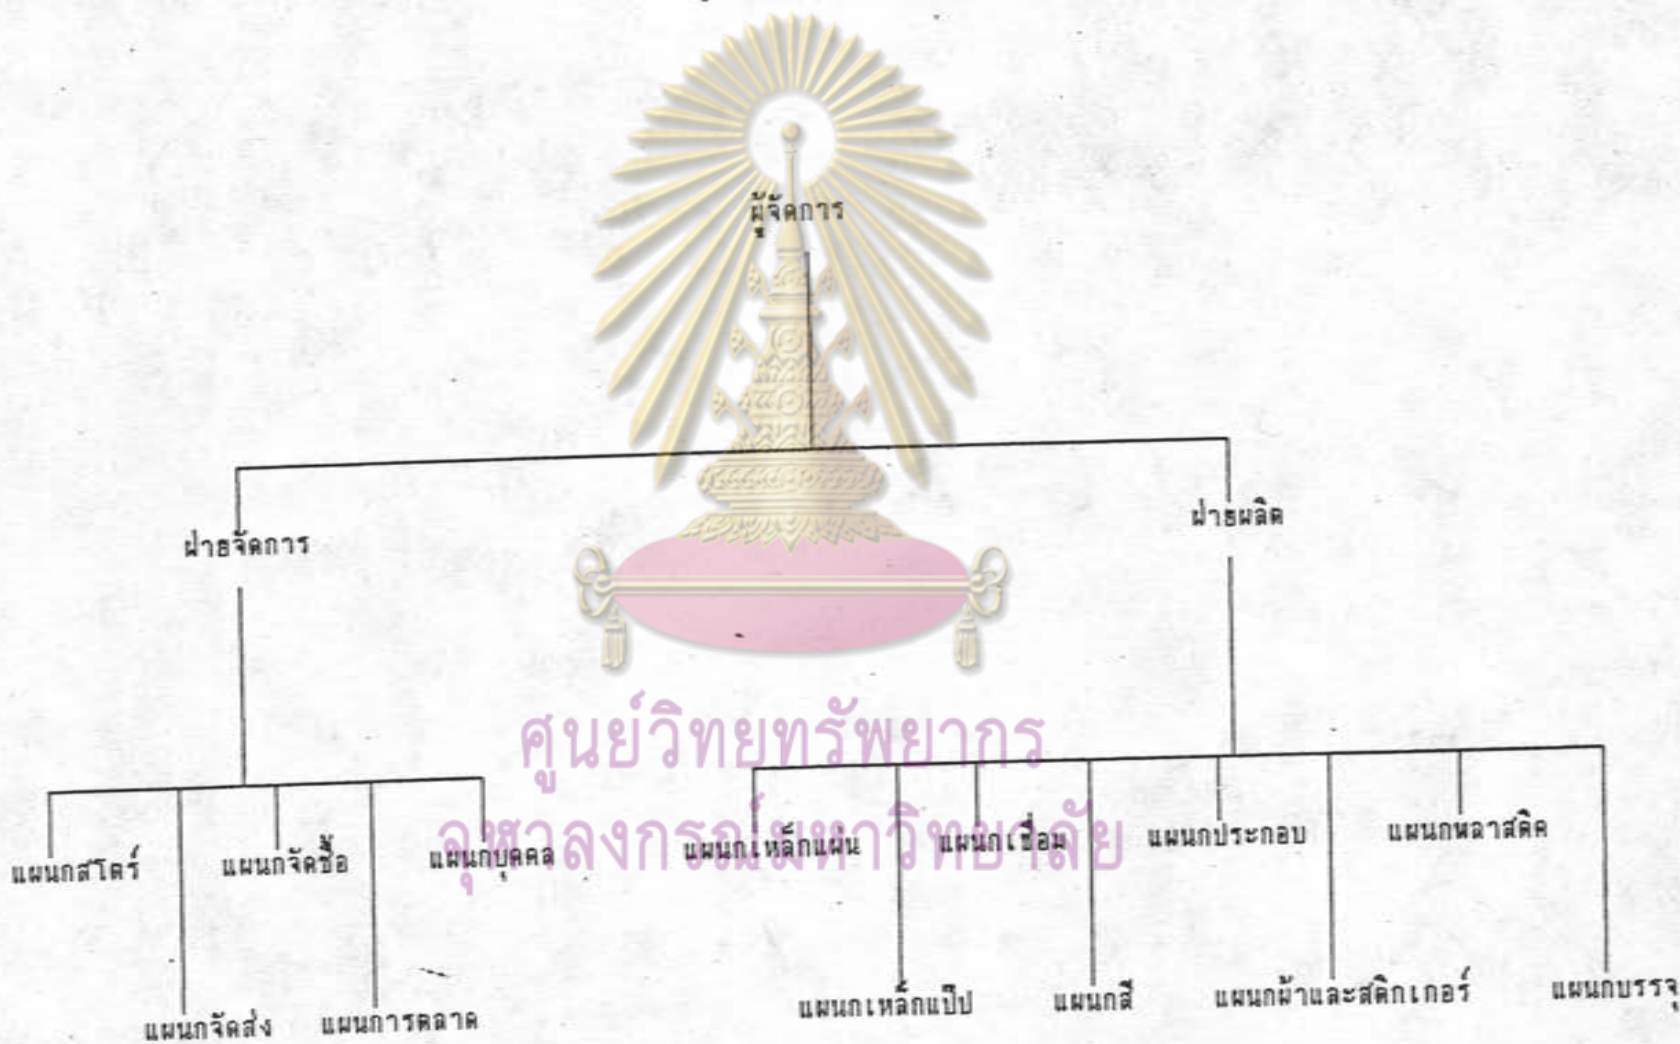 ผู้จัดการ
ฝ่ายจัดการ
ฝ่ายผลิต
ศูนย์วิทยทรัพยากร
จุฬาลงกรณ์มหาวิทยาลัย
แผนกสโตร์
แผนกจัดซื้อ
แผนกบุคคล
แผนกเหล็กแผ่น
แผนกเชื่อม
แผนกประกอบ
แผนกพลาสติค
แผนกจัดส่ง
แผนการตลาด
แผนกเหล็กแป๊ป
แผนกสี
แผนกผ้าและสติกเกอร์
แผนกบรรจุ